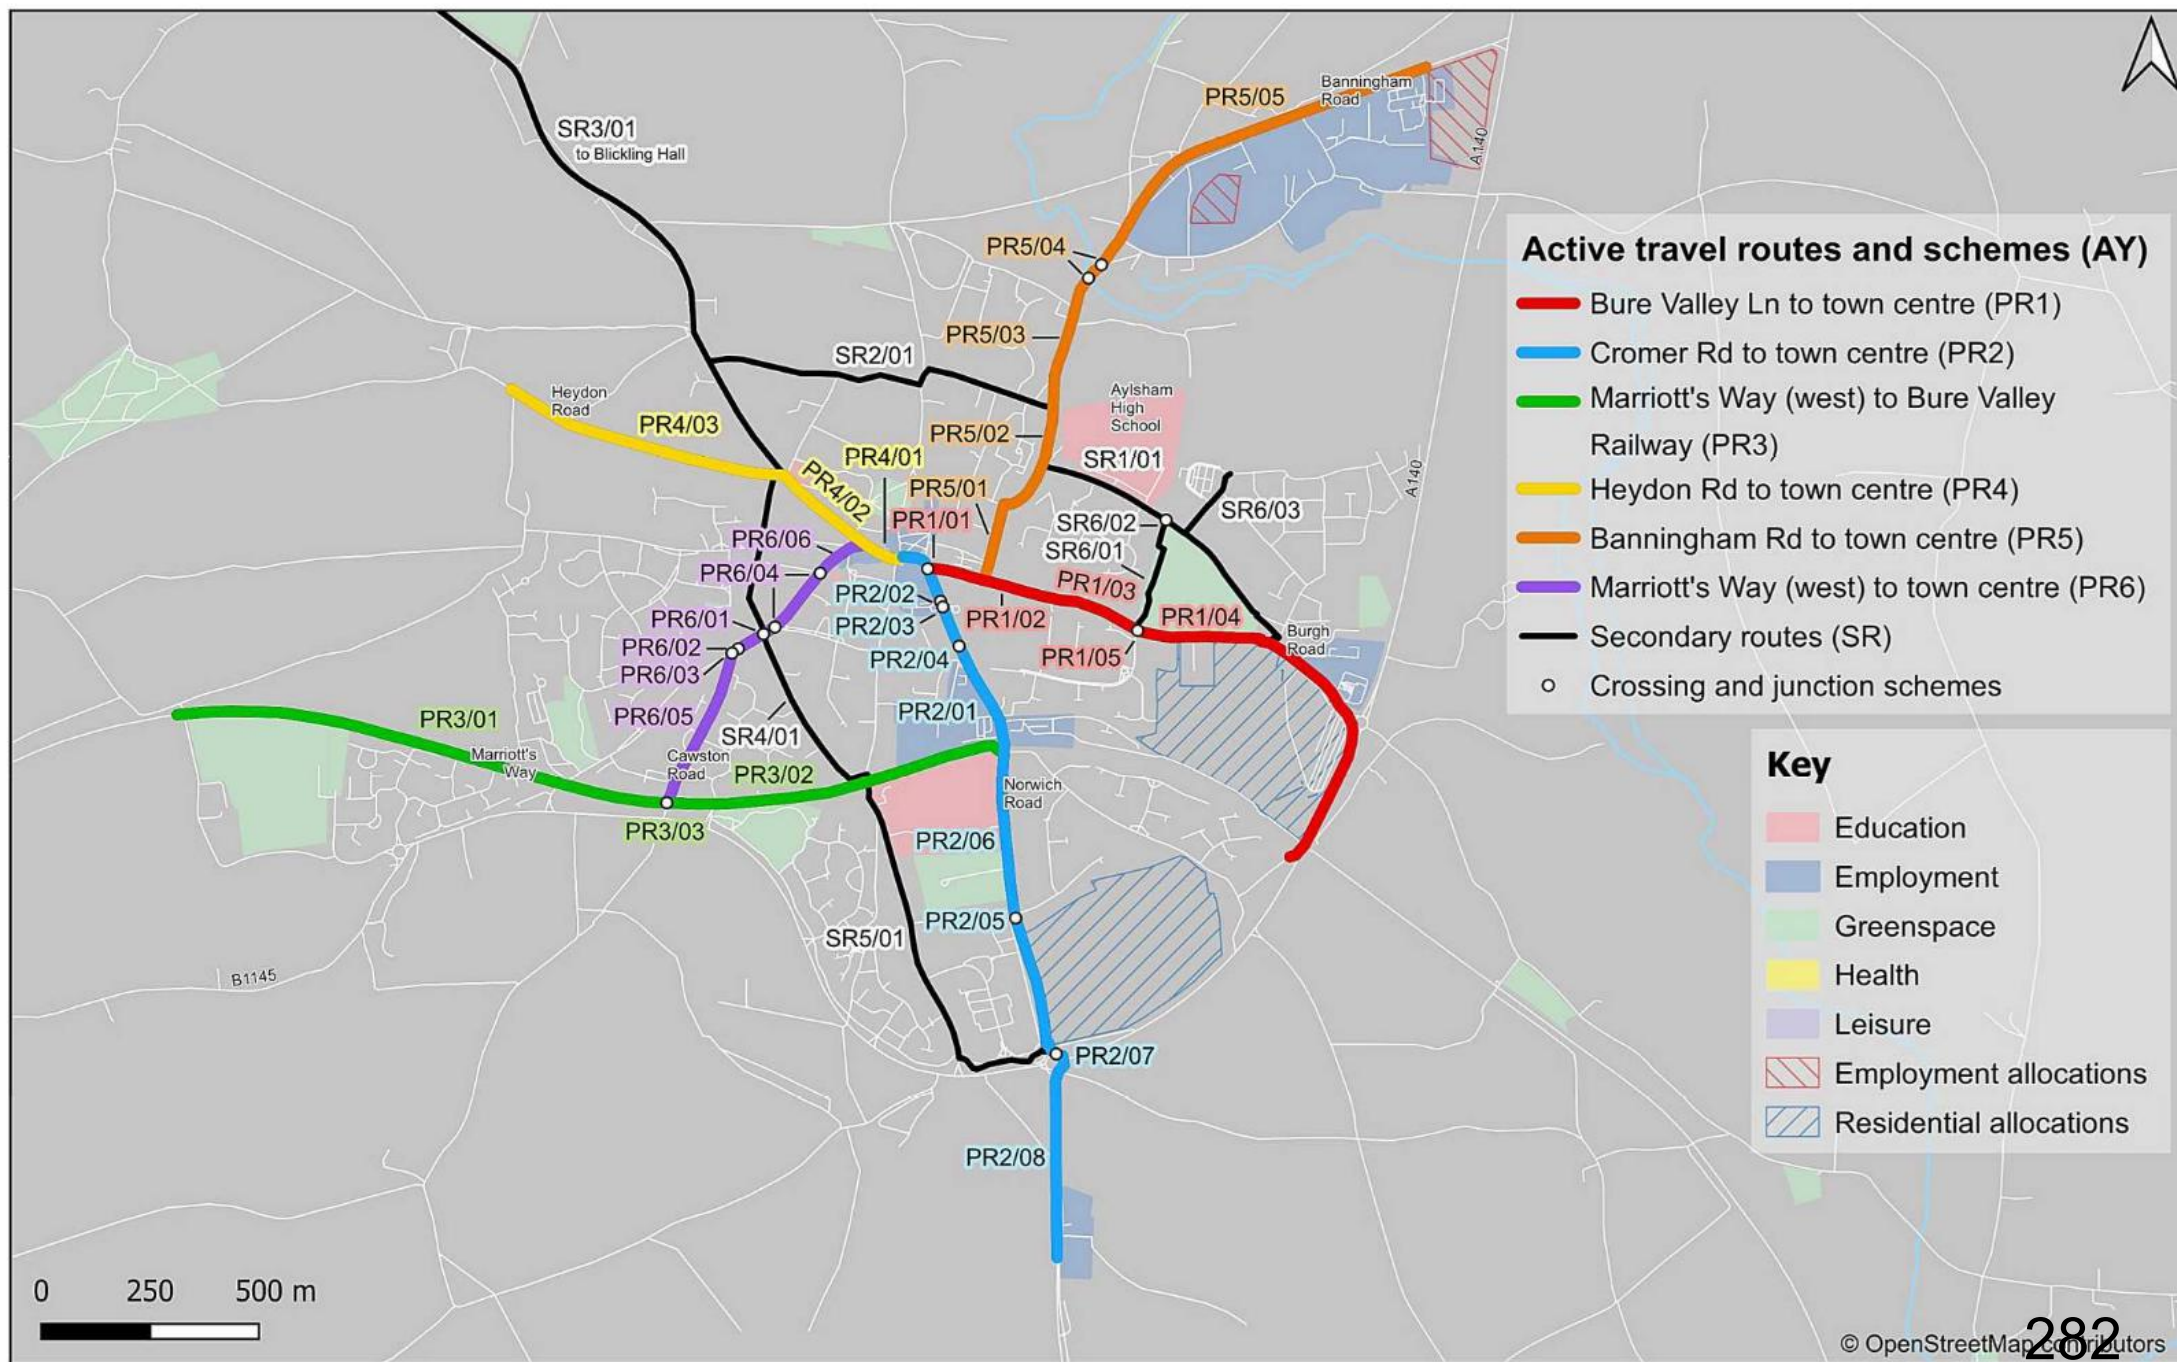 Banningham
Road
PR5/05
SR3/01
to Blickling Hall
A140
PR5/04
Active travel routes and schemes (AY)
Bure Valley Ln to town centre (PR1)
Cromer Rd to town centre (PR2)
Marriott's Way (west) to Bure Valley
Railway (PR3)
Heydon Rd to town centre (PR4)
Banningham Rd to town centre (PR5)
Marriott's Way (west) to town centre (PR6)
Secondary routes (SR)
Crossing and junction schemes
PR5/03
SR2/01
Heydon
Road
Aylsham
High
School
PR4/03
PR5/02
PR4/01
SR1/01
A140
PR4/02
PR5/01
PR1/01
SR6/02
SR6/03
PR6/06
SR6/01
PR6/04
PR1/03
PR2/02
PR6/01
PR2/03
PR1/02
PR1/04
Burgh
Road
PR6/02
PR6/03
PR2/04
PR1/05
PR3/01
PR6/05
PR2/01
SR4/01
Marriott's
Way
Cawston
Road
PR3/02
Norwich
Road
PR3/03
PR2/06
PR2/05
SR5/01
B1145
PR2/07
PR2/08
Key
Education
Employment
Greenspace
Health
Leisure
Employment allocations
Residential allocations
0 250 500 m
© OpenStreetMap contributors
282